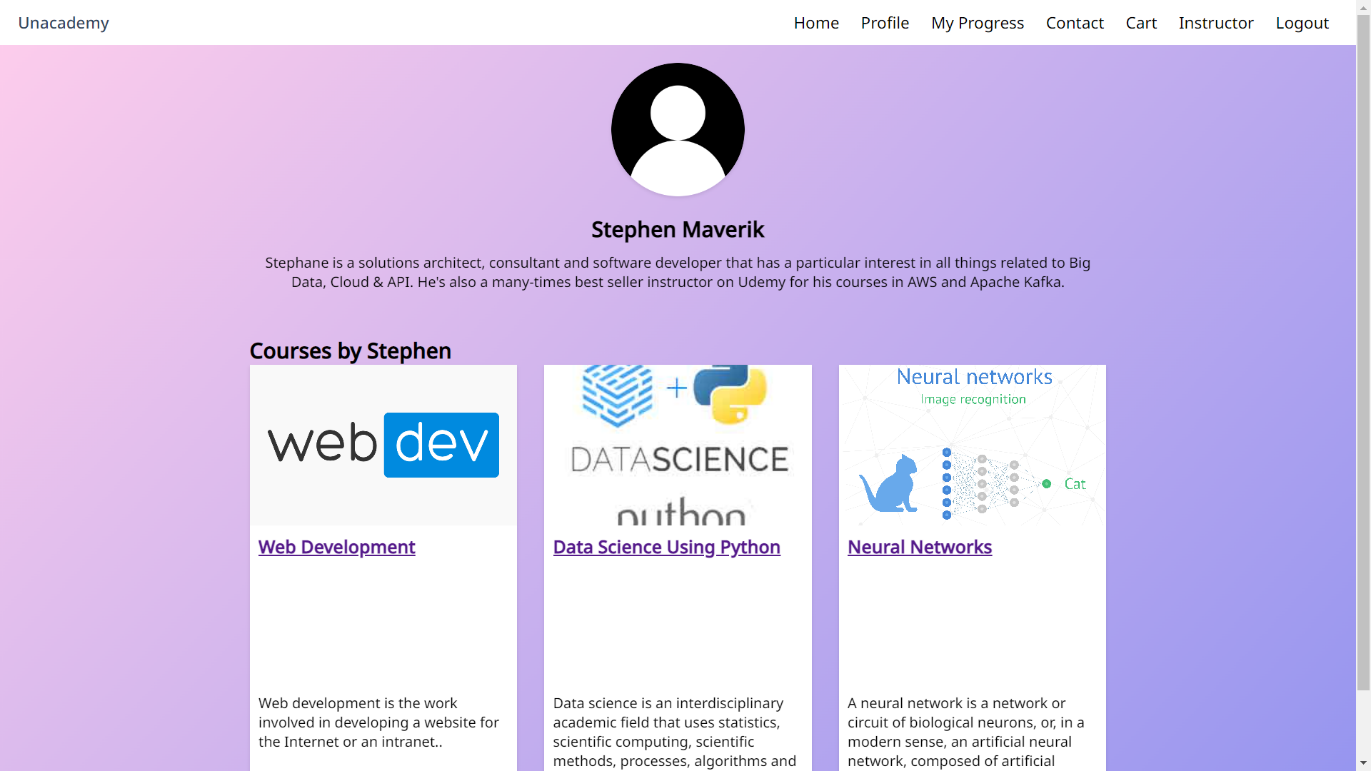 Unacademy
Home Profile My Progress Contact Cart Instructor Logout
Stephen Maverik
Stephane is a solutions architect, consultant and software developer that has a particular interest in all things related to Big
Data, Cloud & API. He's also a many-times best seller instructor on Udemy for his courses in AWS and Apache Kafka.
Courses by Stephen
web dev
Web Development
Web development is the work
involved in developing a website for
the Internet or an intranet..
+
DATASCIENCE
python
Data Science Using Python
Data science is an interdisciplinary
academic field that uses statistics,
scientific computing, scientific
methods, processes, algorithms and
Neural networks
Image recognition
Cat
Neural Networks
A neural network is a network or
circuit of biological neurons, or, in a
modern sense, an artificial neural
network, composed of artificial